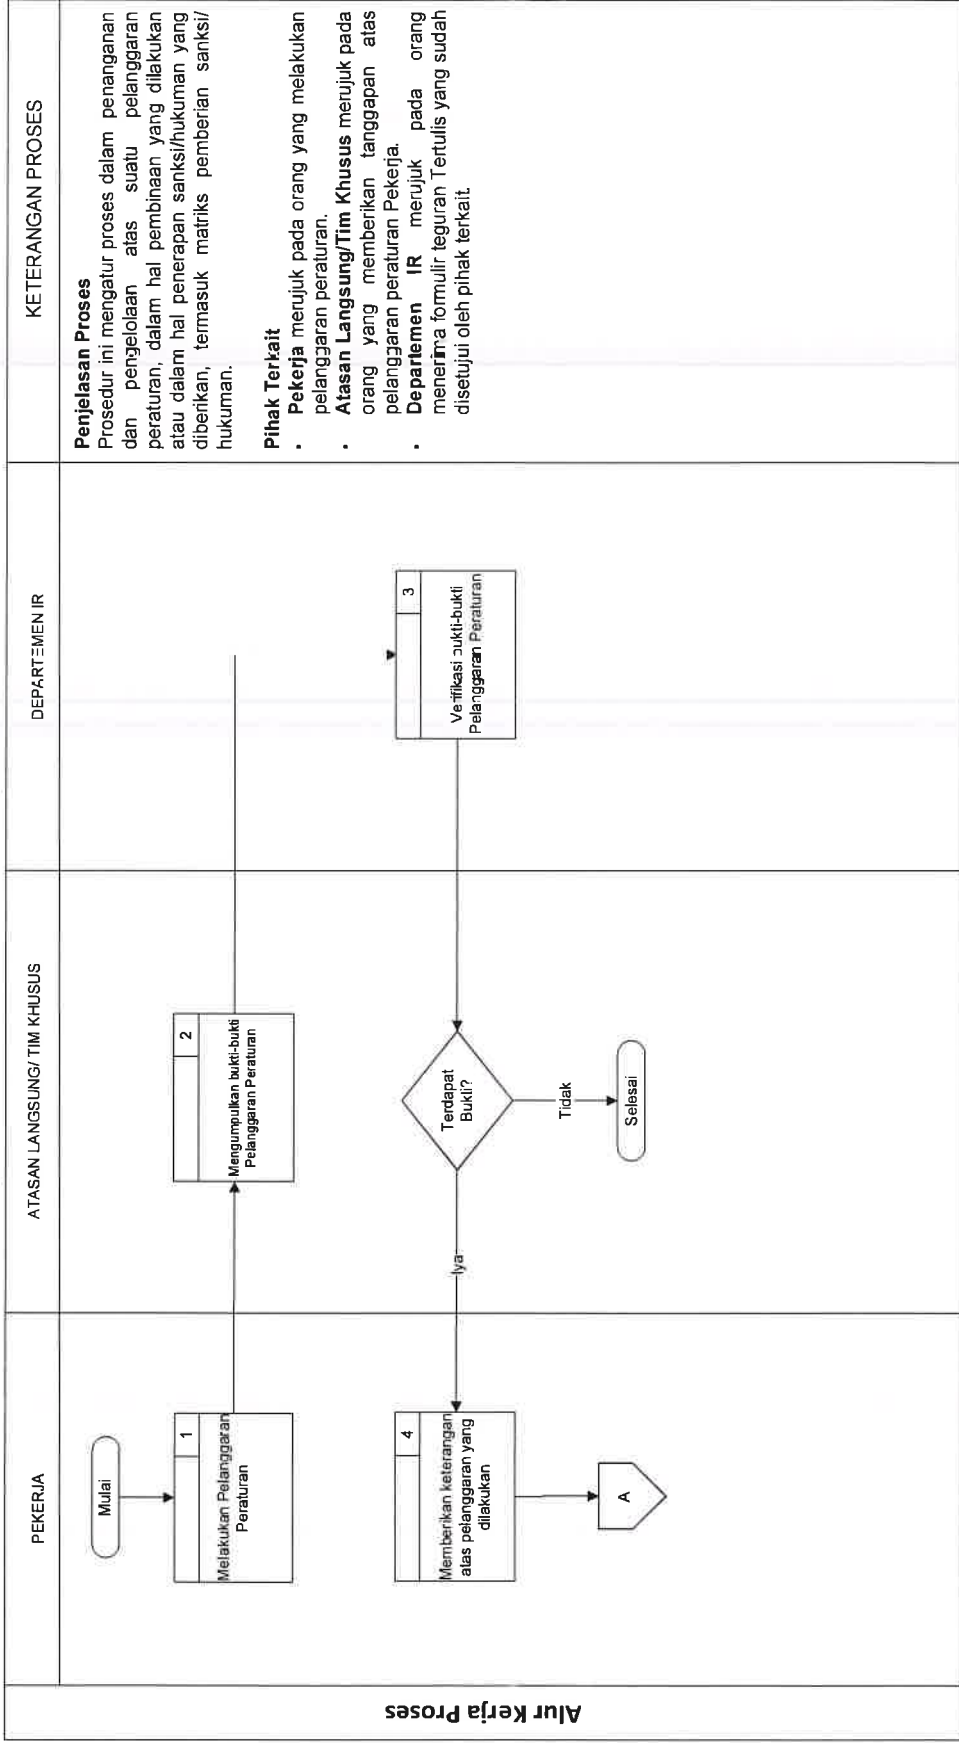 Alur Kerja Proses
PEKERJA
ATASAN LANGSUNG/ TIM KHUSUS
DEPARTEMEN IR
KETERANGAN PROSES
Mulai
1
Melakukan Pelanggaran
Peraturan
2
Mengumpulkan bukti-bukti
Pelanggaran Peraturan
3
Verifikasi bukti-bukti
Pelanggaran Peraturan
Terdapat
Bukti?
Iya
Tidak
Selesai
4
Memberikan keterangan
atas pelanggaran yang
dilakukan
A
Penjelasan Proses
Prosedur ini mengatur proses dalam penanganan
dan pengelolaan atas suatu pelanggaran
peraturan, dalam hal pembinaan yang dilakukan
atau dalam hal penerapan sanksi/hukuman yang
diberikan, termasuk matriks pemberian sanksi/
hukuman.
Pihak Terkait
• Pekerja merujuk pada orang yang melakukan
pelanggaran peraturan.
• Atasan Langsung/Tim Khusus merujuk pada
orang yang memberikan tanggapan atas
pelanggaran peraturan Pekerja.
• Departemen IR merujuk pada orang
menerima formulir teguran Tertulis yang sudah
disetujui oleh pihak terkait.